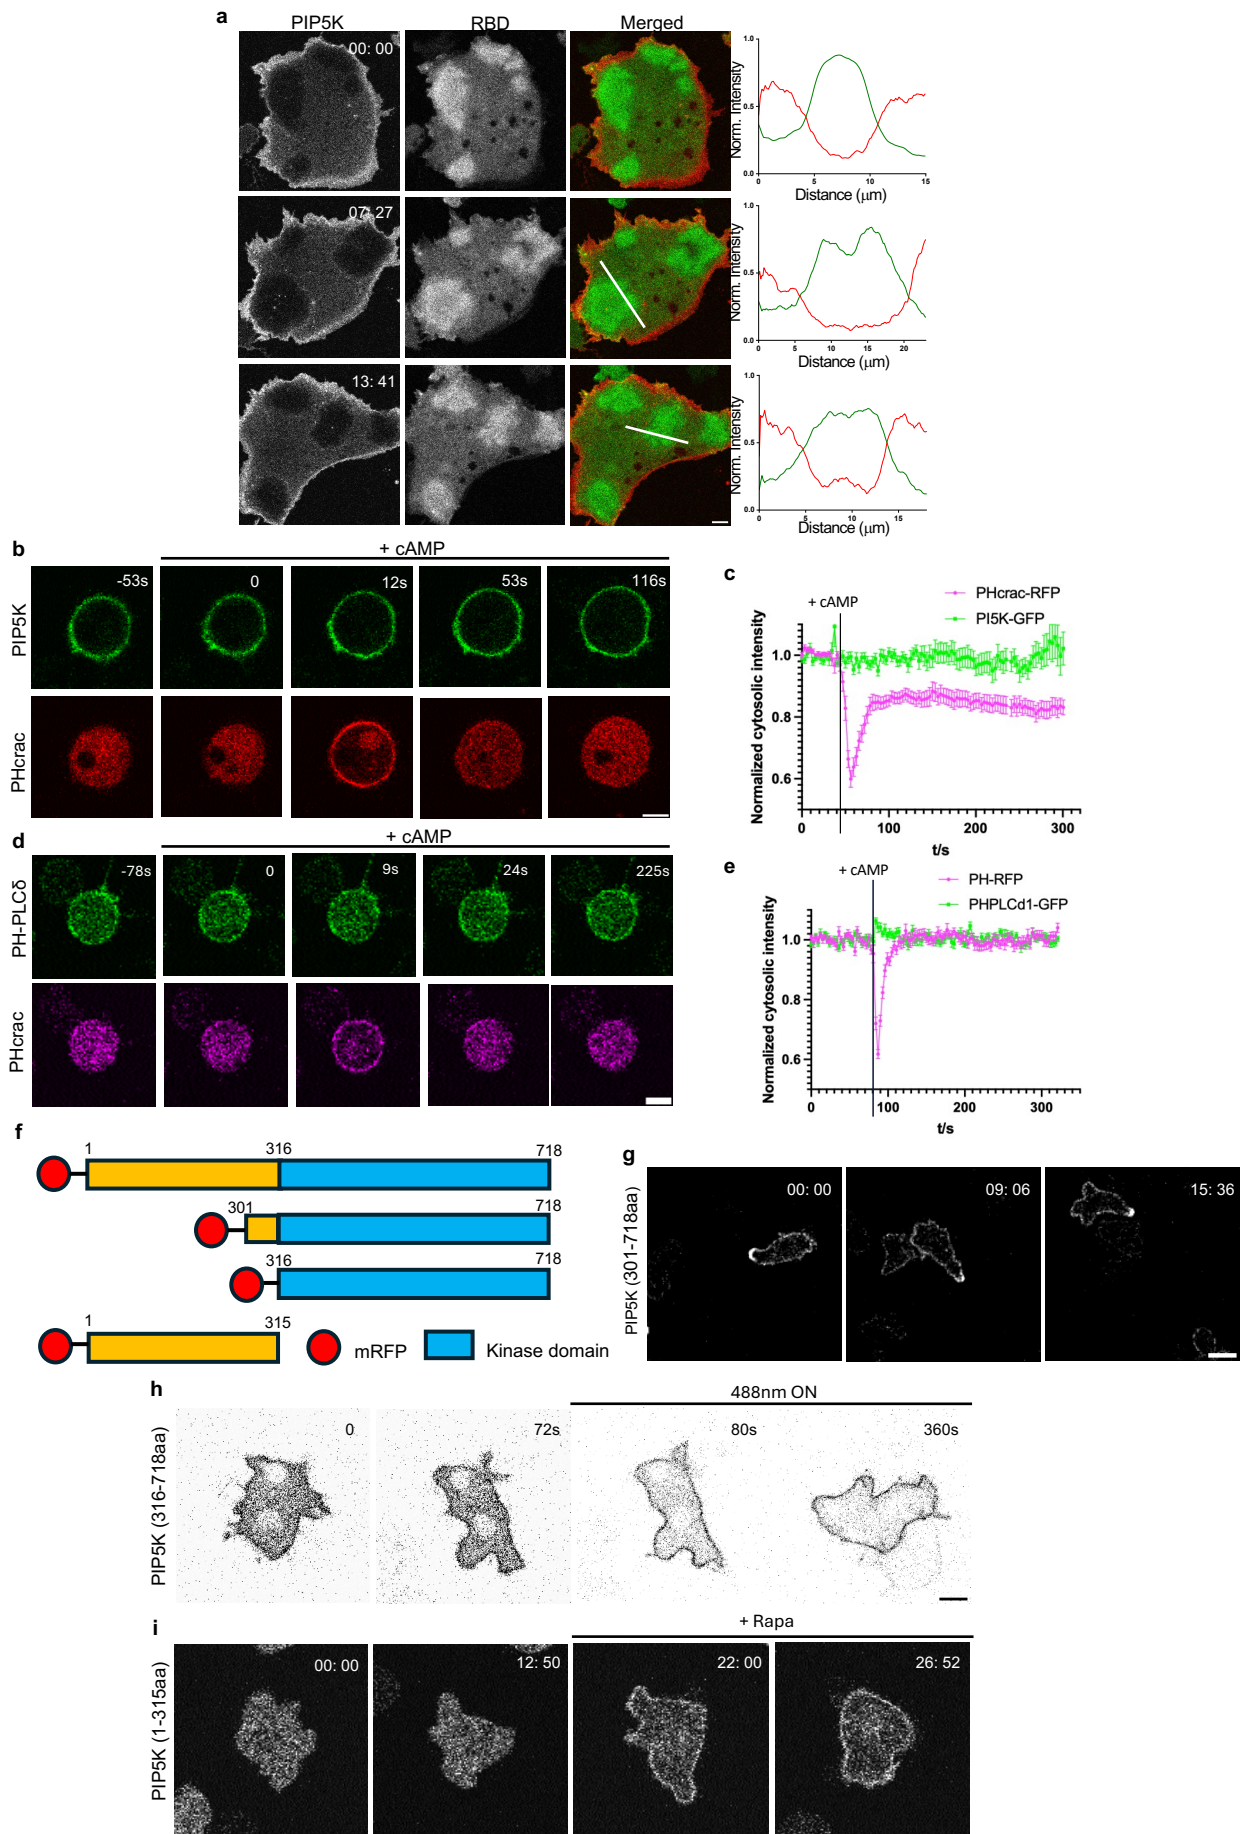 a
PIP5K RBD Merged
00: 00
Norm. Intensity
1.0
0.5
0.0
0 5 10 15
Distance (μm)
07: 27
Norm. Intensity
1.0
0.5
0.0
0 5 10 15 20
Distance (μm)
13: 41
Norm. Intensity
1.0
0.5
0.0
0 5 10 15
Distance (μm)
b
+ cAMP
PIP5K
-53s 0 12s 53s 116s
PHcrac
c
PHcrac-RFP
PI5K-GFP
+ cAMP
Normalized cytosolic intensity
1.0
0.8
0.6
0 100 200 300
t/s
d
+ cAMP
PH-PLCδ
-78s 0 9s 24s 225s
PHcrac
e
PH-RFP
PHPLCd1-GFP
+ cAMP
Normalized cytosolic intensity
1.0
0.8
0.6
0 100 200 300
t/s
f
1 316 718
301 718
316 718
1 315
mRFP
Kinase domain
g
PIP5K (301-718aa)
00: 00 09: 06 15: 36
h
488nm ON
PIP5K (316-718aa)
0 72s 80s 360s
i
+ Rapa
PIP5K (1-315aa)
00: 00 12: 50 22: 00 26: 52